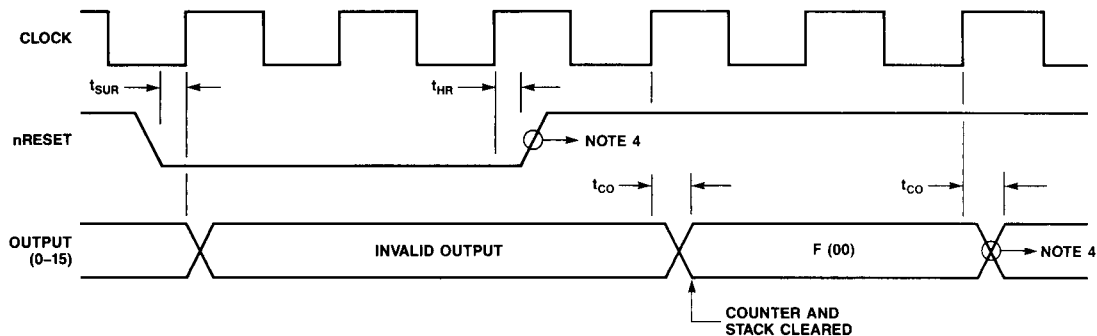 CLOCK
tSUR
tHR
nRESET
NOTE 4
tCO
tCO
OUTPUT
(0–15)
INVALID OUTPUT
F (00)
NOTE 4
COUNTER AND
STACK CLEARED